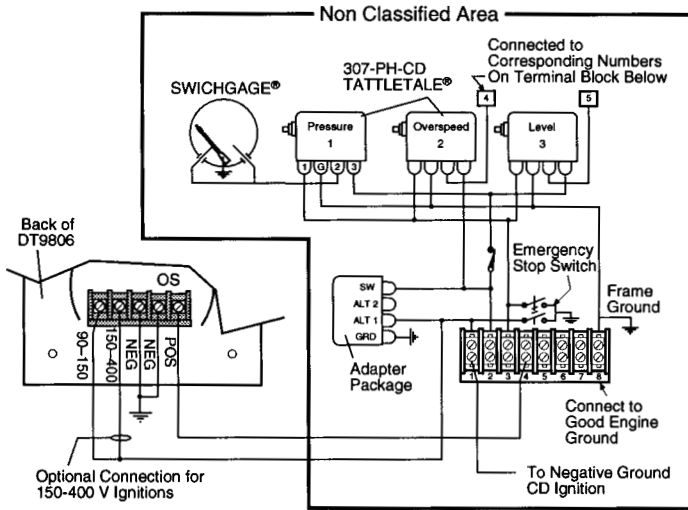 Non Classified Area
Connected to
Corresponding Numbers
On Terminal Block Below
307-PH-CD
TATTLETALE®
SWICHGAGE®
4
5
Pressure
1
Overspeed
2
Level
3
1 G 2 3
Back of
DT9806
OS
90-150
150-400
NEG
NEG
POS
SW
ALT 2
ALT 1
GRD
Adapter
Package
Emergency
Stop Switch
Frame
Ground
1 2 3 4 5 6 7 8
Connect to
Good Engine
Ground
Optional Connection for
150-400 V Ignitions
To Negative Ground
CD Ignition